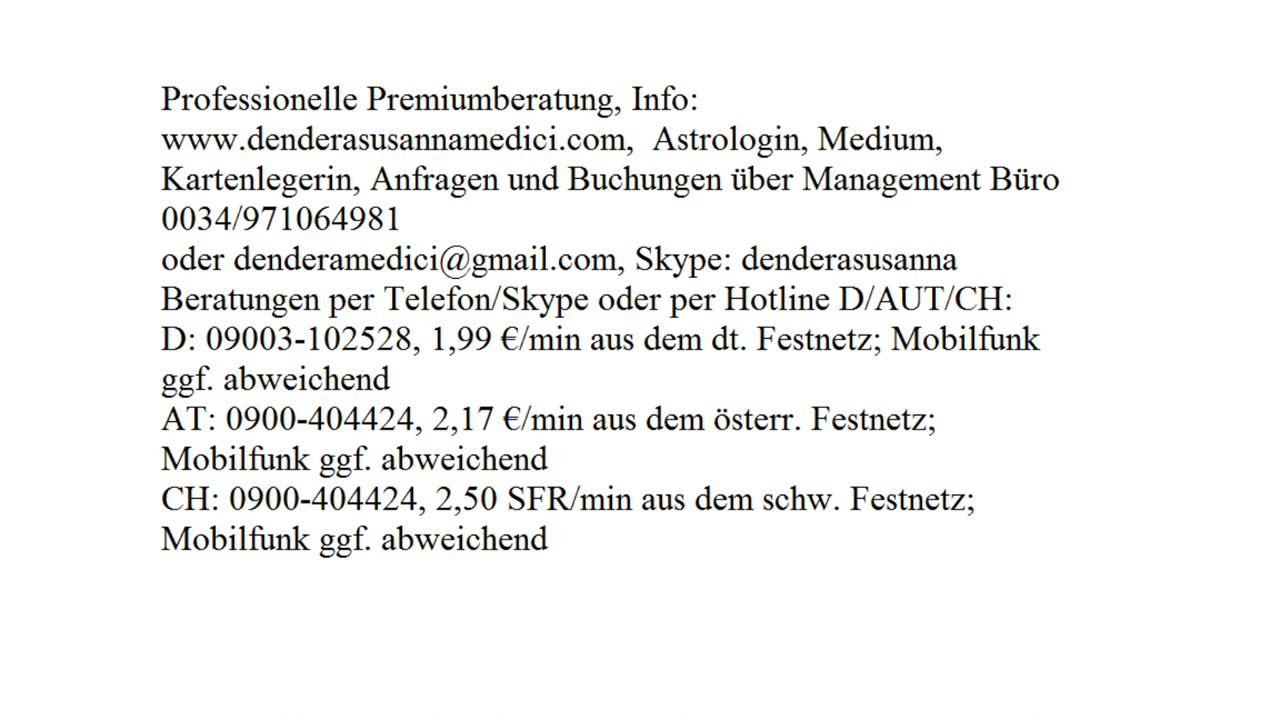 Professionelle Premiumberatung, Info:
www.denderasusannamedici.com,  Astrologin, Medium,
Kartenlegerin, Anfragen und Buchungen über Management Büro
0034/971064981
oder denderamedici@gmail.com, Skype: denderasusanna
Beratungen per Telefon/Skype oder per Hotline D/AUT/CH:
D: 09003-102528, 1,99 €/min aus dem dt. Festnetz; Mobilfunk
ggf. abweichend
AT: 0900-404424, 2,17 €/min aus dem österr. Festnetz;
Mobilfunk ggf. abweichend
CH: 0900-404424, 2,50 SFR/min aus dem schw. Festnetz;
Mobilfunk ggf. abweichend